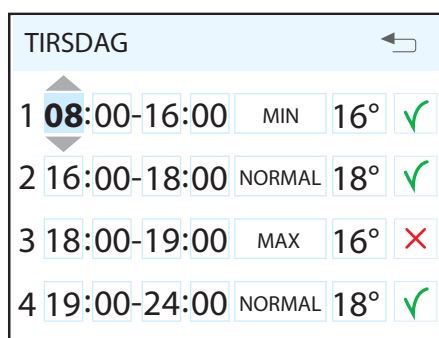 TIRSDAG
1 08:00-16:00 MIN 16°
2 16:00-18:00 NORMAL 18°
3 18:00-19:00 MAX 16°
4 19:00-24:00 NORMAL 18°